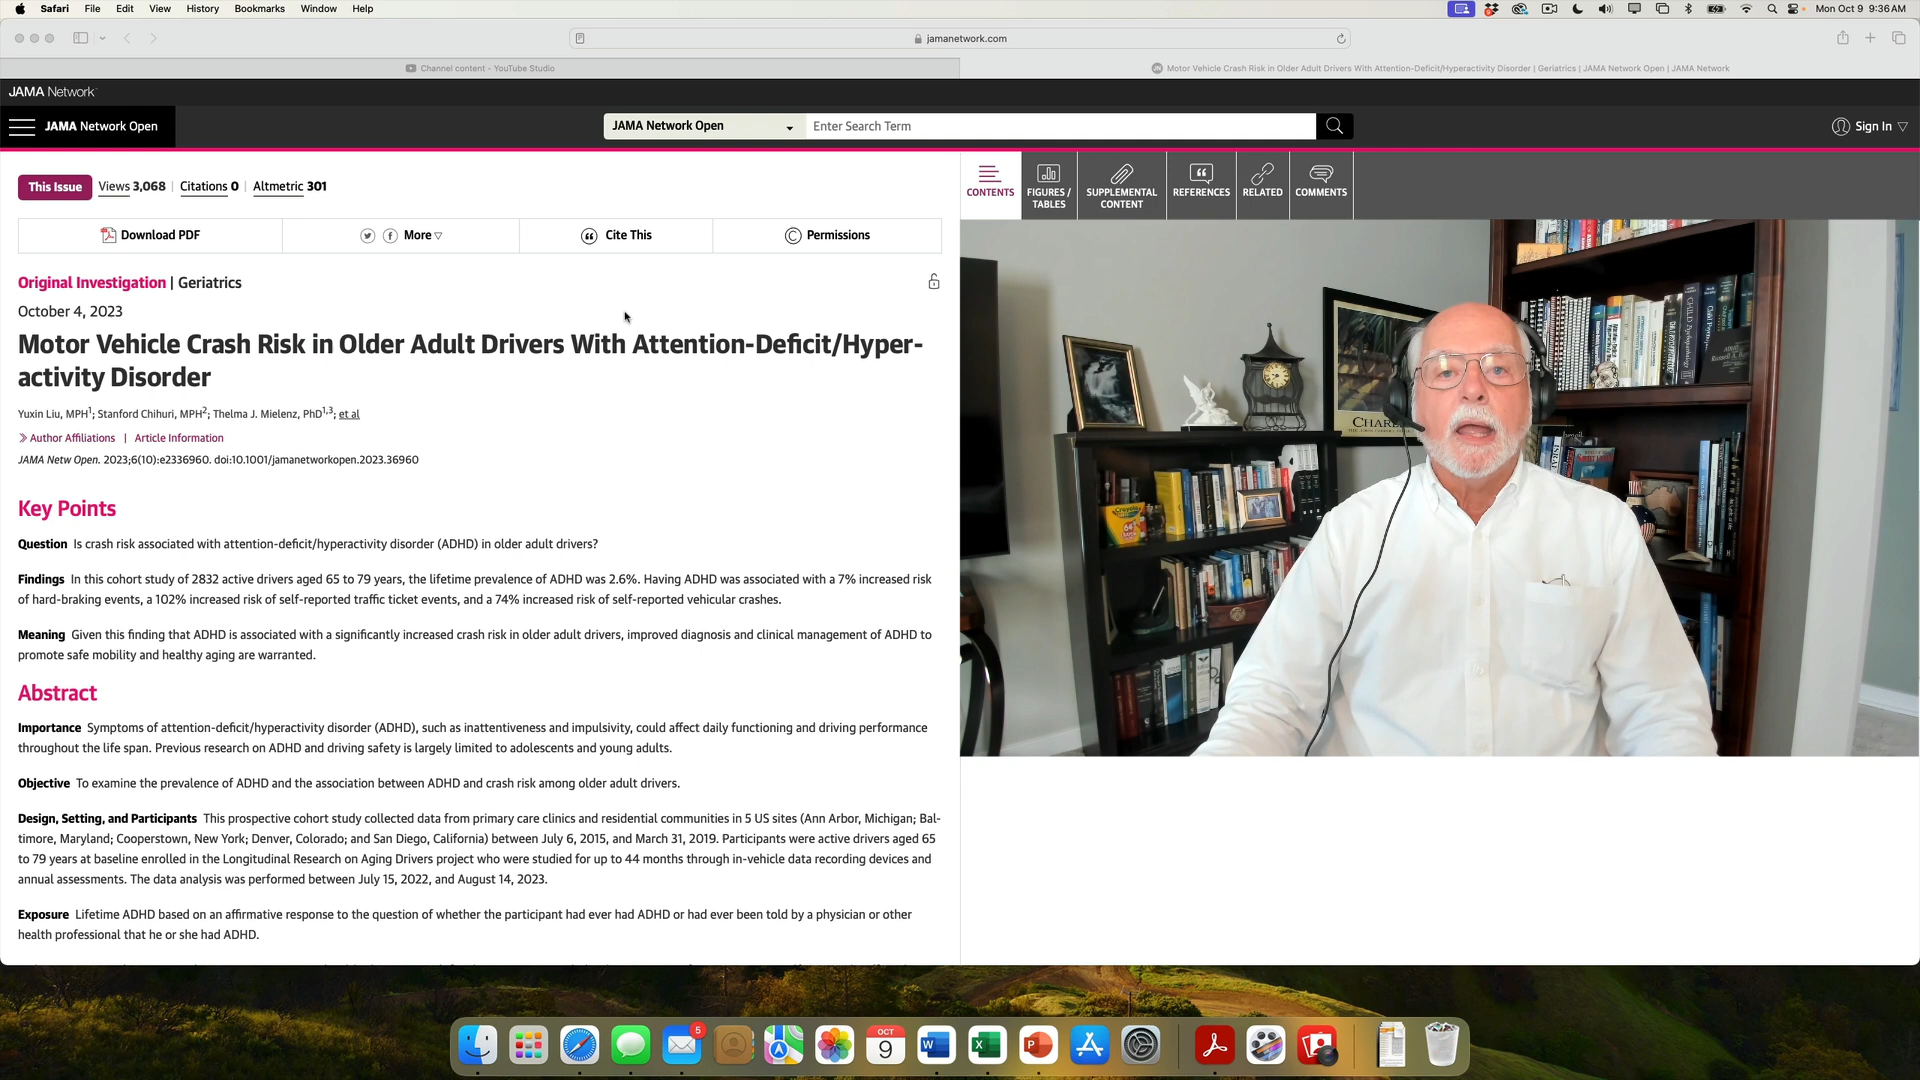 Safari File Edit View History Bookmarks Window Help
Mon Oct 9 9:36 AM
jamanetwork.com
Channel content - YouTube Studio
Motor Vehicle Crash Risk in Older Adult Drivers With Attention-Deficit/Hyperactivity Disorder | Geriatrics | JAMA Network Open | JAMA Network
JAMA Network
JAMA Network Open
JAMA Network Open
Enter Search Term
Sign In
This Issue Views 3,068 Citations 0 Altmetric 301
CONTENTS
FIGURES /
TABLES
SUPPLEMENTAL
CONTENT
REFERENCES
RELATED
COMMENTS
Download PDF
More
Cite This
Permissions
Original Investigation | Geriatrics
October 4, 2023
Motor Vehicle Crash Risk in Older Adult Drivers With Attention-Deficit/Hyper-
activity Disorder
Yuxin Liu, MPH1; Stanford Chihuri, MPH2; Thelma J. Mielenz, PhD1,3; et al
Author Affiliations | Article Information
JAMA Netw Open. 2023;6(10):e2336960. doi:10.1001/jamanetworkopen.2023.36960
Key Points
Question Is crash risk associated with attention-deficit/hyperactivity disorder (ADHD) in older adult drivers?
Findings In this cohort study of 2832 active drivers aged 65 to 79 years, the lifetime prevalence of ADHD was 2.6%. Having ADHD was associated with a 7% increased risk
of hard-braking events, a 102% increased risk of self-reported traffic ticket events, and a 74% increased risk of self-reported vehicular crashes.
Meaning Given this finding that ADHD is associated with a significantly increased crash risk in older adult drivers, improved diagnosis and clinical management of ADHD to
promote safe mobility and healthy aging are warranted.
Abstract
Importance Symptoms of attention-deficit/hyperactivity disorder (ADHD), such as inattentiveness and impulsivity, could affect daily functioning and driving performance
throughout the life span. Previous research on ADHD and driving safety is largely limited to adolescents and young adults.
Objective To examine the prevalence of ADHD and the association between ADHD and crash risk among older adult drivers.
Design, Setting, and Participants This prospective cohort study collected data from primary care clinics and residential communities in 5 US sites (Ann Arbor, Michigan; Bal-
timore, Maryland; Cooperstown, New York; Denver, Colorado; and San Diego, California) between July 6, 2015, and March 31, 2019. Participants were active drivers aged 65
to 79 years at baseline enrolled in the Longitudinal Research on Aging Drivers project who were studied for up to 44 months through in-vehicle data recording devices and
annual assessments. The data analysis was performed between July 15, 2022, and August 14, 2023.
Exposure Lifetime ADHD based on an affirmative response to the question of whether the participant had ever had ADHD or had ever been told by a physician or other
health professional that he or she had ADHD.
Crayola
64
ISRAEL
5
OCT
9